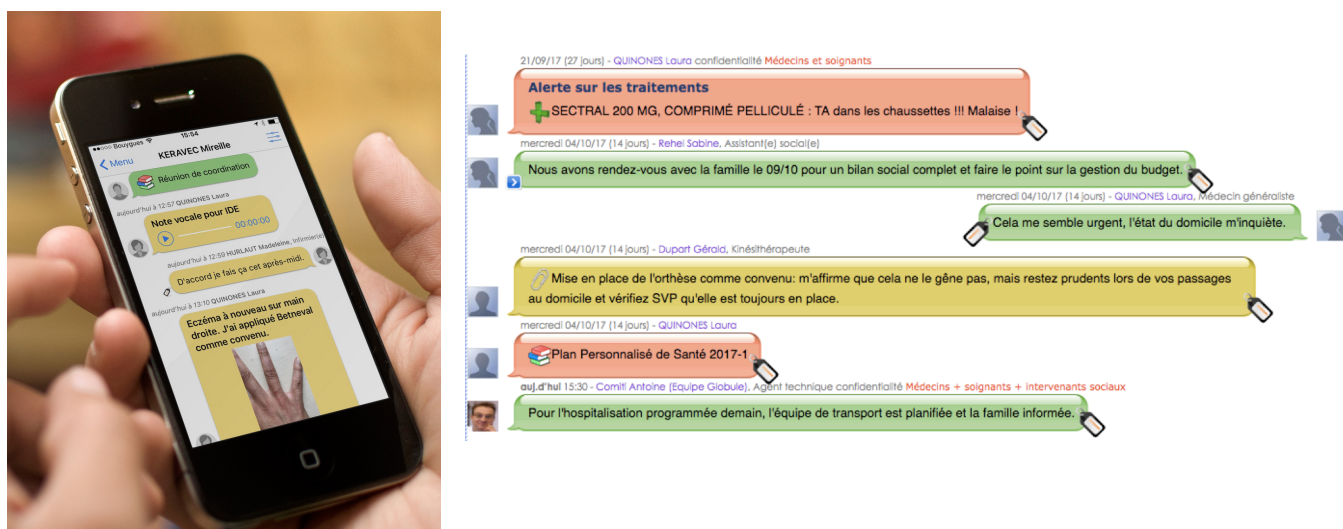 Bouygues
15:54
Menu
KERAVEC Mireille
Réunion de coordination
aujourd'hui à 12:57 QUINONES Laura
Note vocale pour IDE
00:00:00
aujourd'hui à 12:59 HURLAUT Madeleine, infirmier(e)
D'accord je fais ça cet après-midi.
aujourd'hui à 13:10 QUINONES Laura
Eczéma à nouveau sur main
droite. J'ai appliqué Betneval
comme convenu.
21/09/17 (27 jours) - QUINONES Laura confidentialité Médecins et soignants
Alerte sur les traitements
SECTRAL 200 MG, COMPRIMÉ PELLICULÉ : TA dans les chaussettes !!! Malaise !
mercredi 04/10/17 (14 jours) - Rehel Sabine, Assistant(e) social(e)
Nous avons rendez-vous avec la famille le 09/10 pour un bilan social complet et faire le point sur la gestion du budget.
mercredi 04/10/17 (14 jours) - QUINONES Laura, Médecin généraliste
Cela me semble urgent, l'état du domicile m'inquiète.
mercredi 04/10/17 (14 jours) - Dupart Gérald, Kinésithérapeute
Mise en place de l'orthèse comme convenu: m'affirme que cela ne le gêne pas, mais restez prudents lors de vos passages
au domicile et vérifiez SVP qu'elle est toujours en place.
mercredi 04/10/17 (14 jours) - QUINONES Laura
Plan Personnalisé de Santé 2017-1
auj.d'hui 15:30 - Comiti Antoine (Equipe Globule), Agent technique confidentialité Médecins + soignants + intervenants sociaux
Pour l'hospitalisation programmée demain, l'équipe de transport est planifiée et la famille informée.